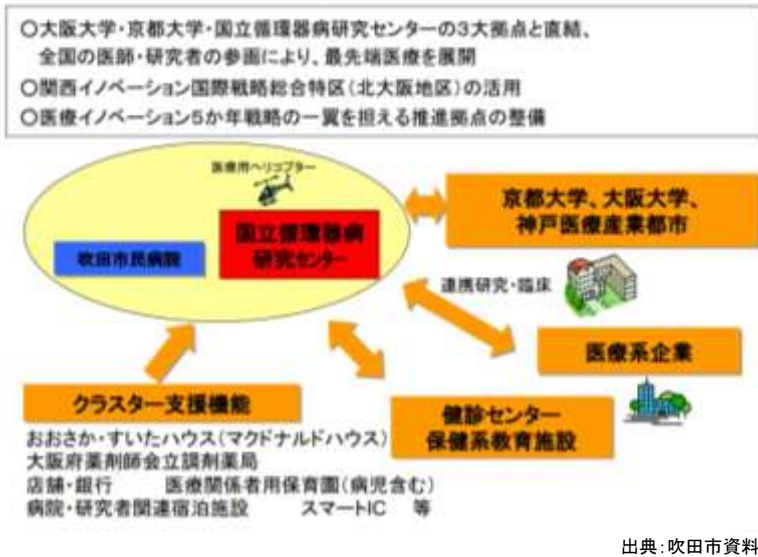 ○大阪大学・京都大学・国立循環器病研究センターの３大拠点と直結、
全国の医師・研究者の参画により、最先端医療を展開
○関西イノベーション国際戦略総合特区（北大阪地区）の活用
○医療イノベーション５か年戦略の一翼を担える推進拠点の整備
医療用ヘリコプター
国立循環器病
研究センター
吹田市民病院
京都大学、大阪大学、
神戸医療産業都市
連携研究・臨床
医療系企業
クラスター支援機能
健診センター
保健系教育施設
おおさか・すいたハウス（マクドナルドハウス）
大阪府薬剤師会立調剤薬局
店舗・銀行　医療関係者用保育園（病児含む）
病院・研究者関連宿泊施設　スマートIC　等
出典：吹田市資料